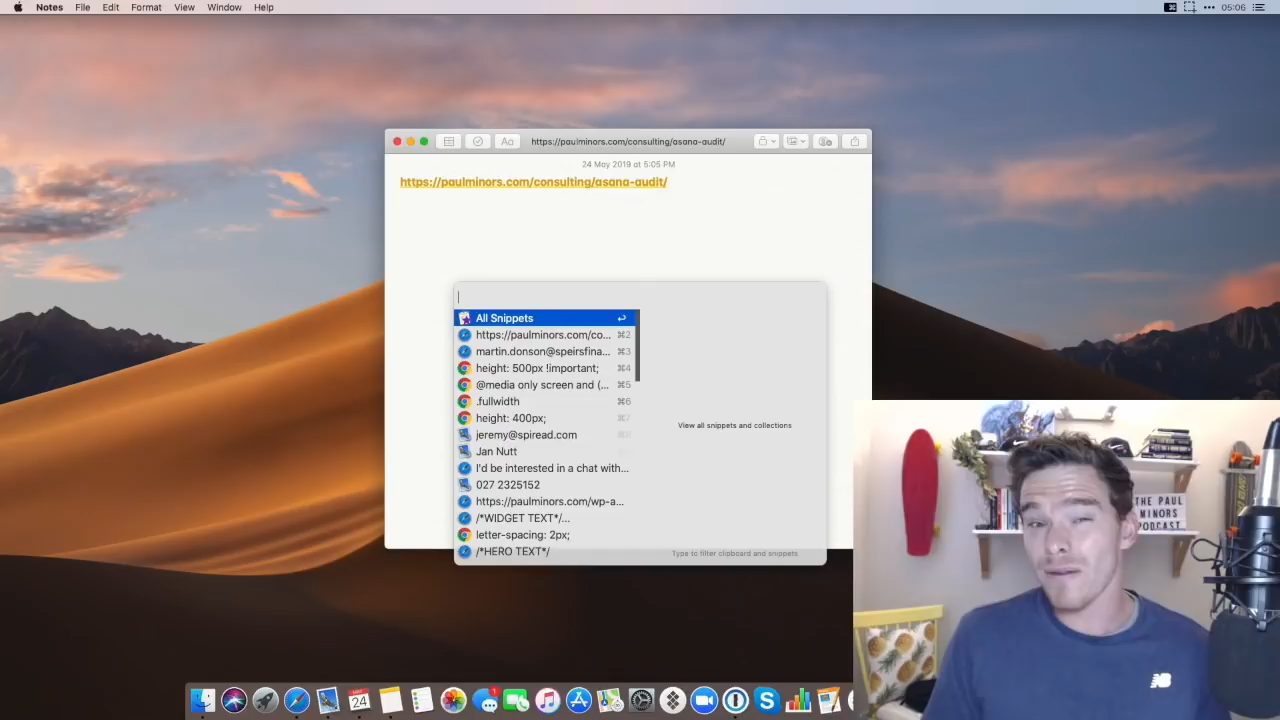 Notes File Edit Format View Window Help 05:06
Aa https://paulminors.com/consulting/asana-audit/
24 May 2019 at 5:05 PM
https://paulminors.com/consulting/asana-audit/
All Snippets
https://paulminors.com/co... ⌘2
martin.donson@speirsfina... ⌘3
height: 500px !important; ⌘4
@media only screen and (... ⌘5
.fullwidth ⌘6
height: 400px; ⌘7
View all snippets and collections
jeremy@spiread.com
Jan Nutt
I'd be interested in a chat with...
027 2325152
https://paulminors.com/wp-a...
/*WIDGET TEXT*/...
letter-spacing: 2px;
/*HERO TEXT*/
Type to filter clipboard and snippets
THE PAUL
MINORS
PODCAST
24
1